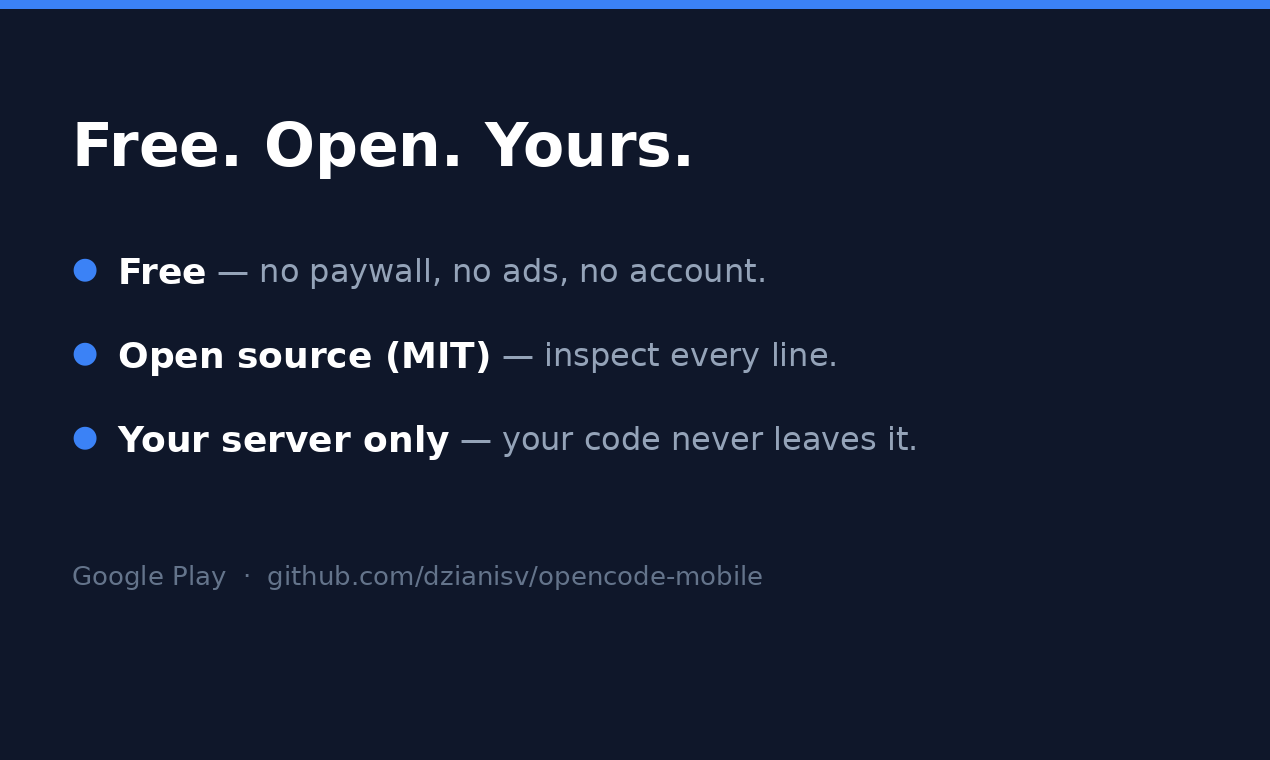 Free. Open. Yours.
Free — no paywall, no ads, no account.
Open source (MIT) — inspect every line.
Your server only — your code never leaves it.
Google Play · github.com/dzianisv/opencode-mobile